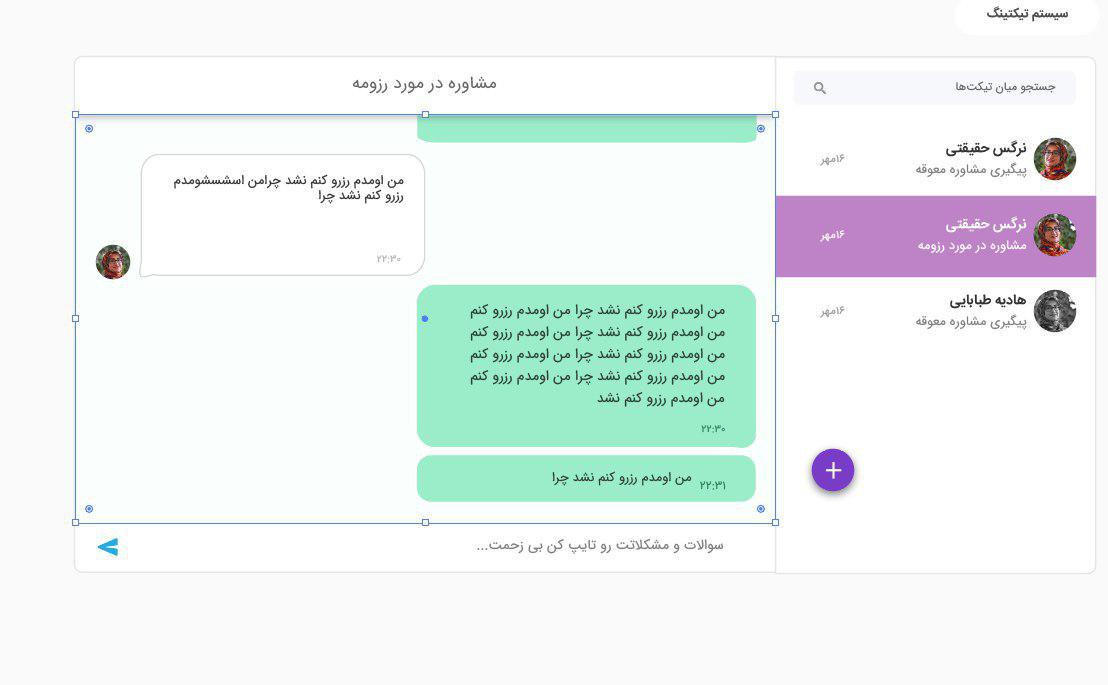 سیستم تیکتینگ
جستجو میان تیکت‌ها
نرگس حقیقتی
۱۶مهر
پیگیری مشاوره معوقه
نرگس حقیقتی
۱۶مهر
مشاوره در مورد رزومه
هادیه طبابایی
۱۶مهر
پیگیری مشاوره معوقه
مشاوره در مورد رزومه
من اومدم رزرو کنم نشد چرامن اسشسشومدم
رزرو کنم نشد چرا
۲۲:۳۰
من اومدم رزرو کنم نشد چرا من اومدم رزرو کنم
من اومدم رزرو کنم نشد چرا من اومدم رزرو کنم
من اومدم رزرو کنم نشد چرا من اومدم رزرو کنم
من اومدم رزرو کنم نشد چرا من اومدم رزرو کنم
من اومدم رزرو کنم نشد
۲۲:۳۰
من اومدم رزرو کنم نشد چرا
۲۲:۳۱
سوالات و مشکلاتت رو تایپ کن بی زحمت...